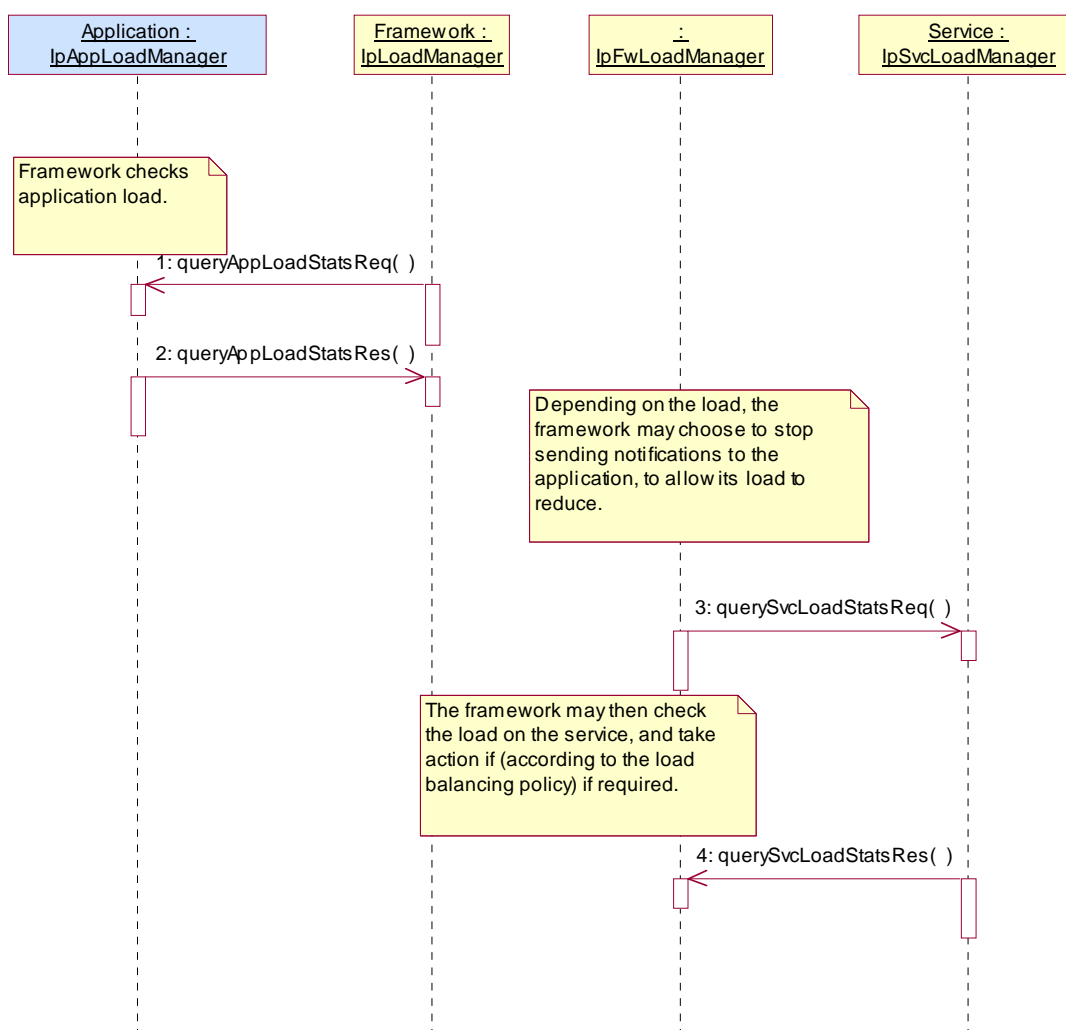 Application :
IpAppLoadManager
Framework :
IpLoadManager
:
IpFwLoadManager
Service :
IpSvcLoadManager
Framework checks
application load.
1: queryAppLoadStatsReq( )
2: queryAppLoadStatsRes( )
Depending on the load, the
framework may choose to stop
sending notifications to the
application, to allow its load to
reduce.
3: querySvcLoadStatsReq( )
The framework may then check
the load on the service, and take
action if (according to the load
balancing policy) if required.
4: querySvcLoadStatsRes( )